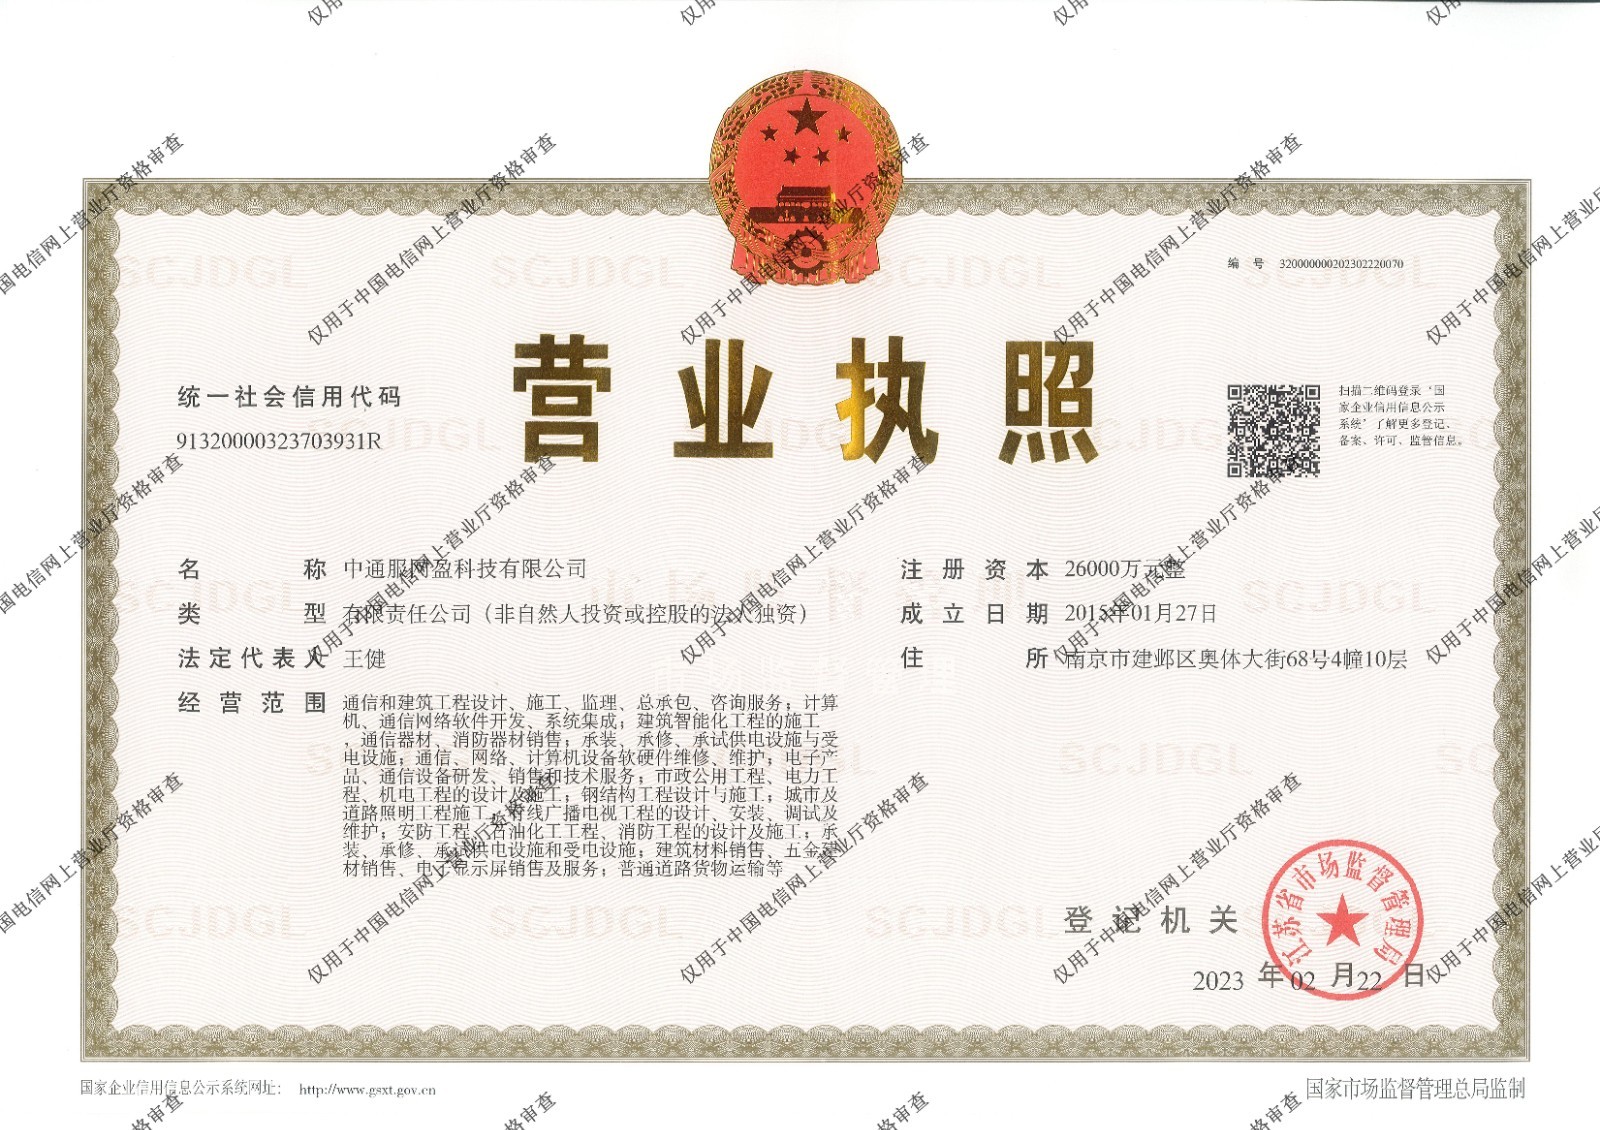 编 号 320000000202302220070
营业执照
统一社会信用代码
91320000323703931R
扫描二维码登录‘国
家企业信用信息公示
系统’了解更多登记、
备案、许可、监管信息。
名 称 中通服网盈科技有限公司
类 型 有限责任公司（非自然人投资或控股的法人独资）
法定代表人 王健
经营范围 通信和建筑工程设计、施工、监理、总承包、咨询服务；计算
机、通信网络软件开发、系统集成；建筑智能化工程的施工
，通信器材、消防器材销售；承装、承修、承试供电设施与受
电设施；通信、网络、计算机设备软硬件维修、维护；电子产
品、通信设备研发、销售和技术服务；市政公用工程、电力工
程、机电工程的设计及施工；钢结构工程设计与施工；城市及
道路照明工程施工，有线广播电视工程的设计、安装、调试及
维护；安防工程、石油化工工程、消防工程的设计及施工；承
装、承修、承试供电设施和受电设施；建筑材料销售、五金建
材销售、电子显示屏销售及服务；普通道路货物运输等
注册资本 26000万元整
成立日期 2015年01月27日
住 所 南京市建邺区奥体大街68号4幢10层
登记机关
江苏省市场监督管理局
2023 年 02 月 22 日
国家企业信用信息公示系统网址： http://www.gsxt.gov.cn
国家市场监督管理总局监制
仅用于中国电信网上营业厅资格审查
SCJDGL